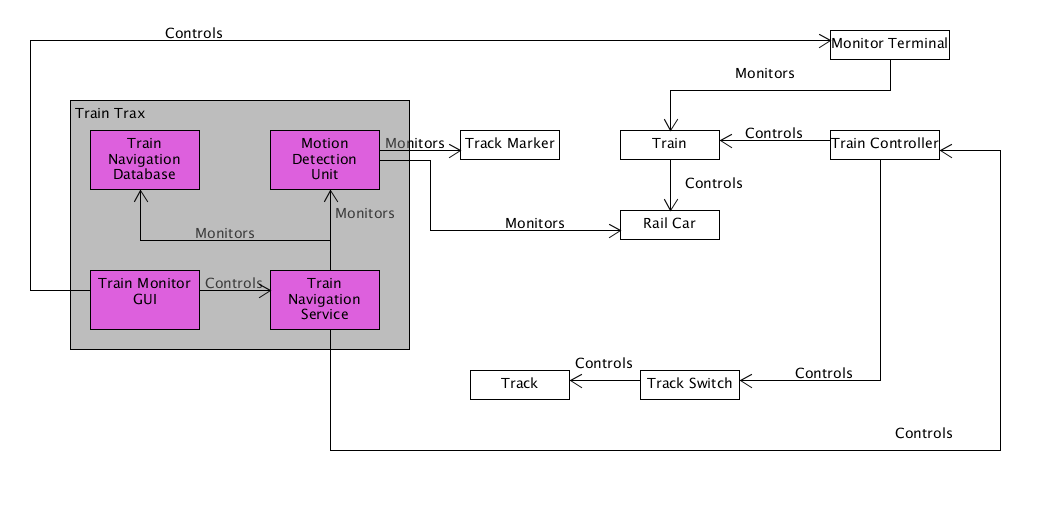 Controls
Monitor Terminal
Monitors
Train Trax
Train
Navigation
Database
Motion
Detection
Unit
Monitors
Track Marker
Train
Controls
Train Controller
Controls
Monitors
Monitors
Monitors
Rail Car
Train Monitor
GUI
Controls
Train
Navigation
Service
Controls
Track
Track Switch
Controls
Controls